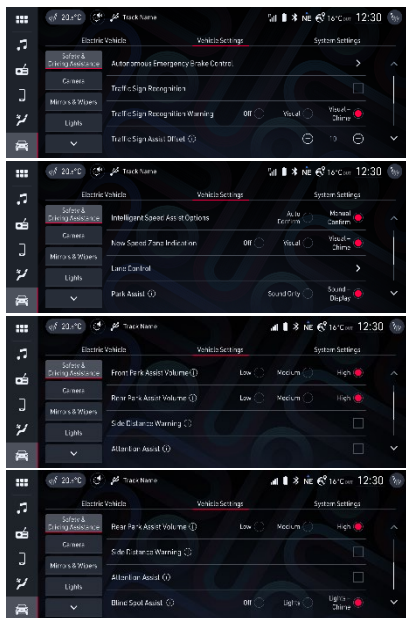 20.5°C Track Name NE 16°C 12:30
Electric Vehicle Vehicle Settings System Settings
Safety &
Driving Assistance
Camera
Mirrors & Wipers
Lights
Autonomous Emergency Brake Control
Traffic Sign Recognition
Traffic Sign Recognition Warning Off Visual Visual –
Chime
Traffic Sign Assist Offset 10
20.5°C Track Name NE 16°C 12:30
Electric Vehicle Vehicle Settings System Settings
Safety &
Driving Assistance
Camera
Mirrors & Wipers
Lights
Intelligent Speed Assist Options Auto
Confirm Manual
Confirm
New Speed Zone Indication Off Visual Visual –
Chime
Lane Control
Park Assist Sound Only Sound –
Display
20.5°C Track Name NE 16°C 12:30
Electric Vehicle Vehicle Settings System Settings
Safety &
Driving Assistance
Camera
Mirrors & Wipers
Lights
Front Park Assist Volume Low Medium High
Rear Park Assist Volume Low Medium High
Side Distance Warning
Attention Assist
20.5°C Track Name NE 16°C 12:30
Electric Vehicle Vehicle Settings System Settings
Safety &
Driving Assistance
Camera
Mirrors & Wipers
Lights
Rear Park Assist Volume Low Medium High
Side Distance Warning
Attention Assist
Blind Spot Assist Off Lights Lights –
Chime